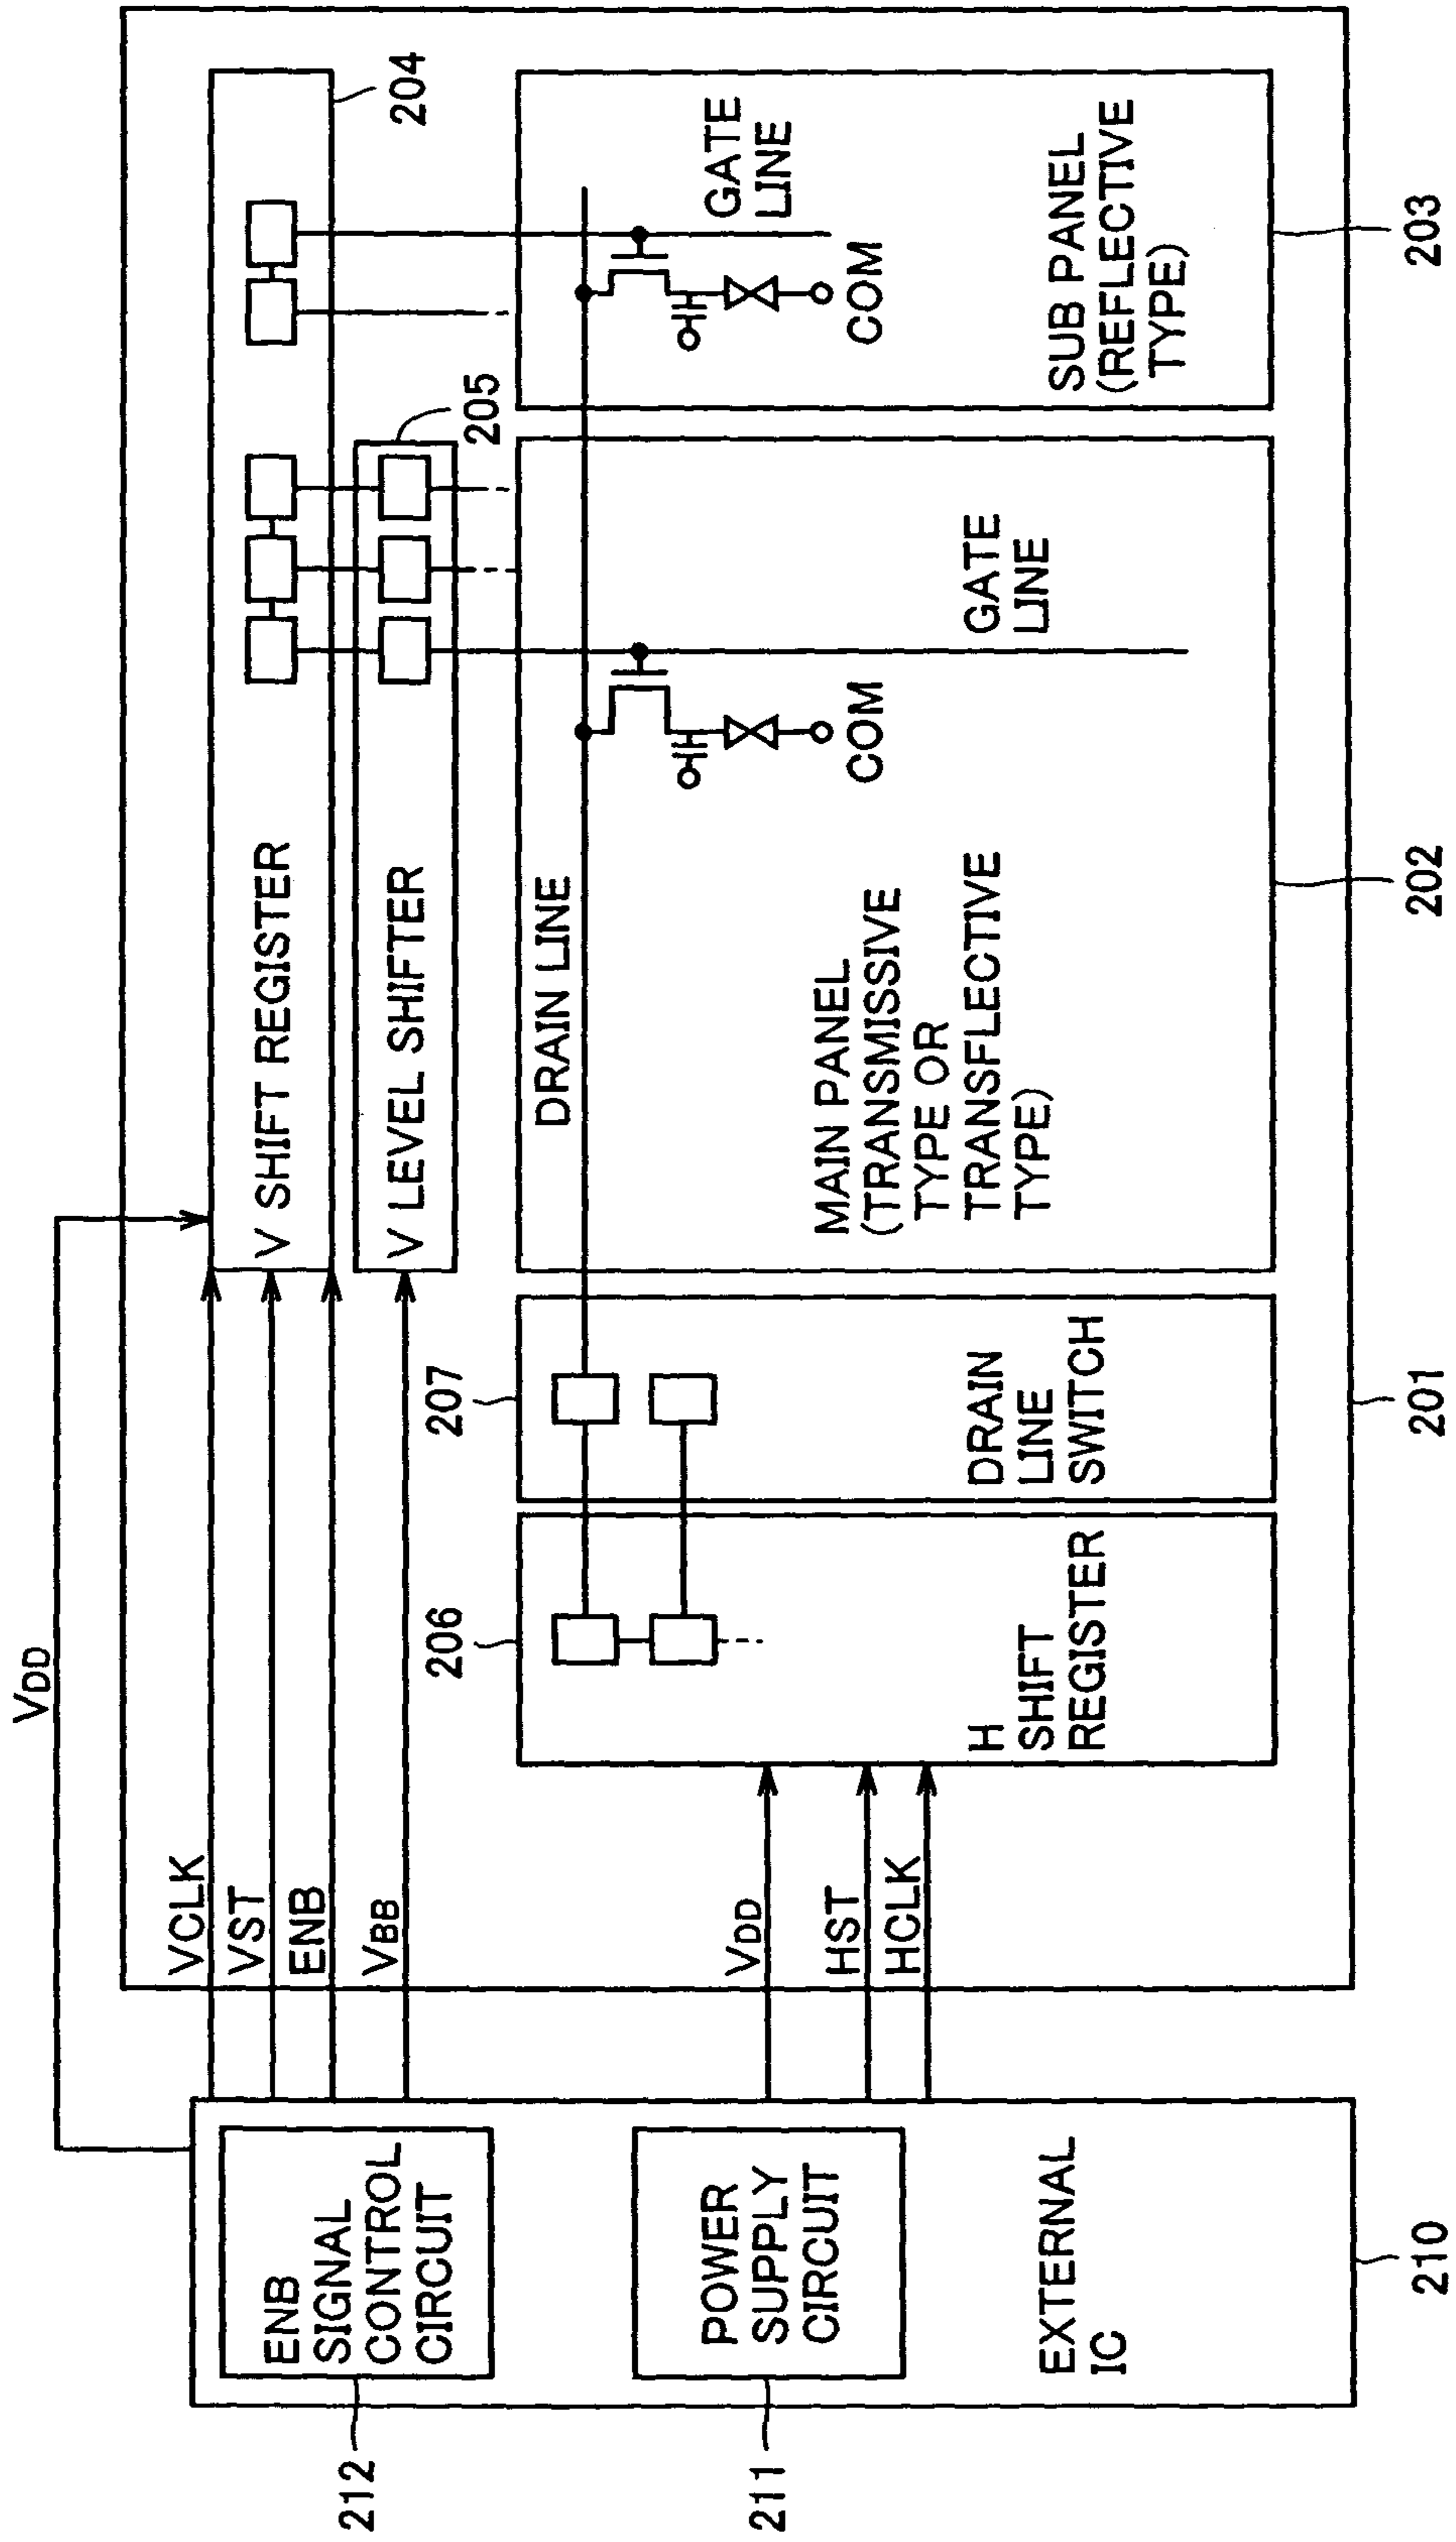 VDD
VCLK
VST
ENB
VBB
VDD
HST
HCLK
ENB
SIGNAL
CONTROL
CIRCUIT
212
POWER
SUPPLY
CIRCUIT
211
EXTERNAL
IC
210
V SHIFT REGISTER
204
V LEVEL SHIFTER
205
206
H
SHIFT
REGISTER
207
DRAIN
LINE
SWITCH
201
DRAIN LINE
MAIN PANEL
(TRANSMISSIVE
TYPE OR
TRANSFLECTIVE
TYPE)
COM
GATE
LINE
202
GATE
LINE
COM
SUB PANEL
(REFLECTIVE
TYPE)
203